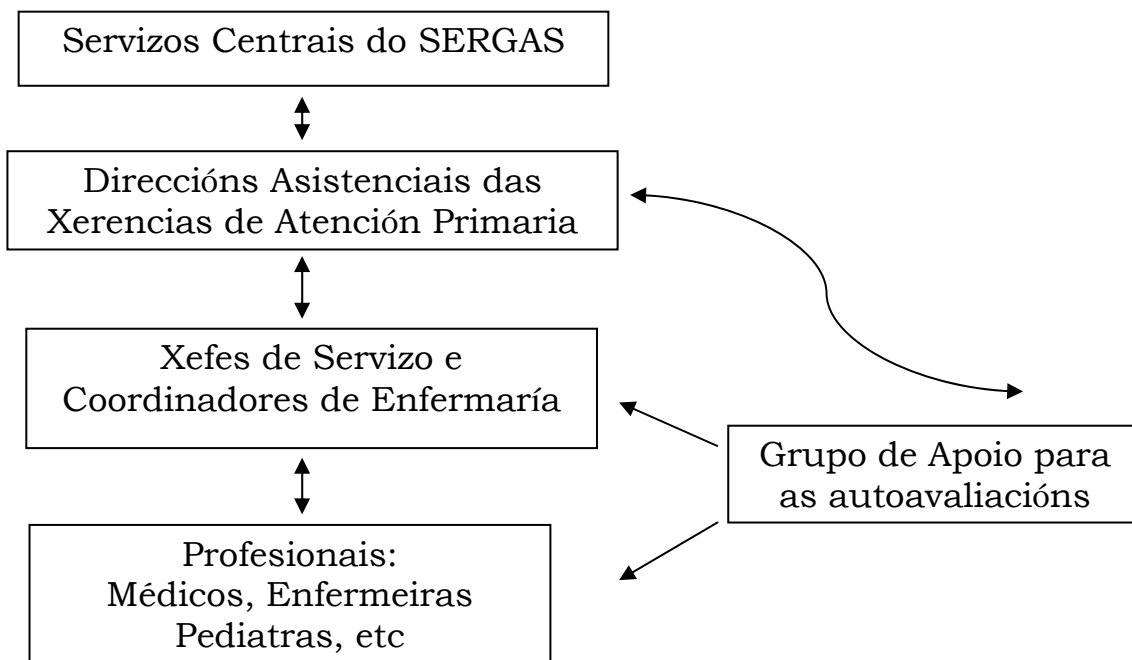 Servizos Centrais do SERGAS
Direccións Asistenciais das
Xerencias de Atención Primaria
Xefes de Servizo e
Coordinadores de Enfermaría
Grupo de Apoio para
as autoavaliacións
Profesionais:
Médicos, Enfermeiras
Pediatras, etc